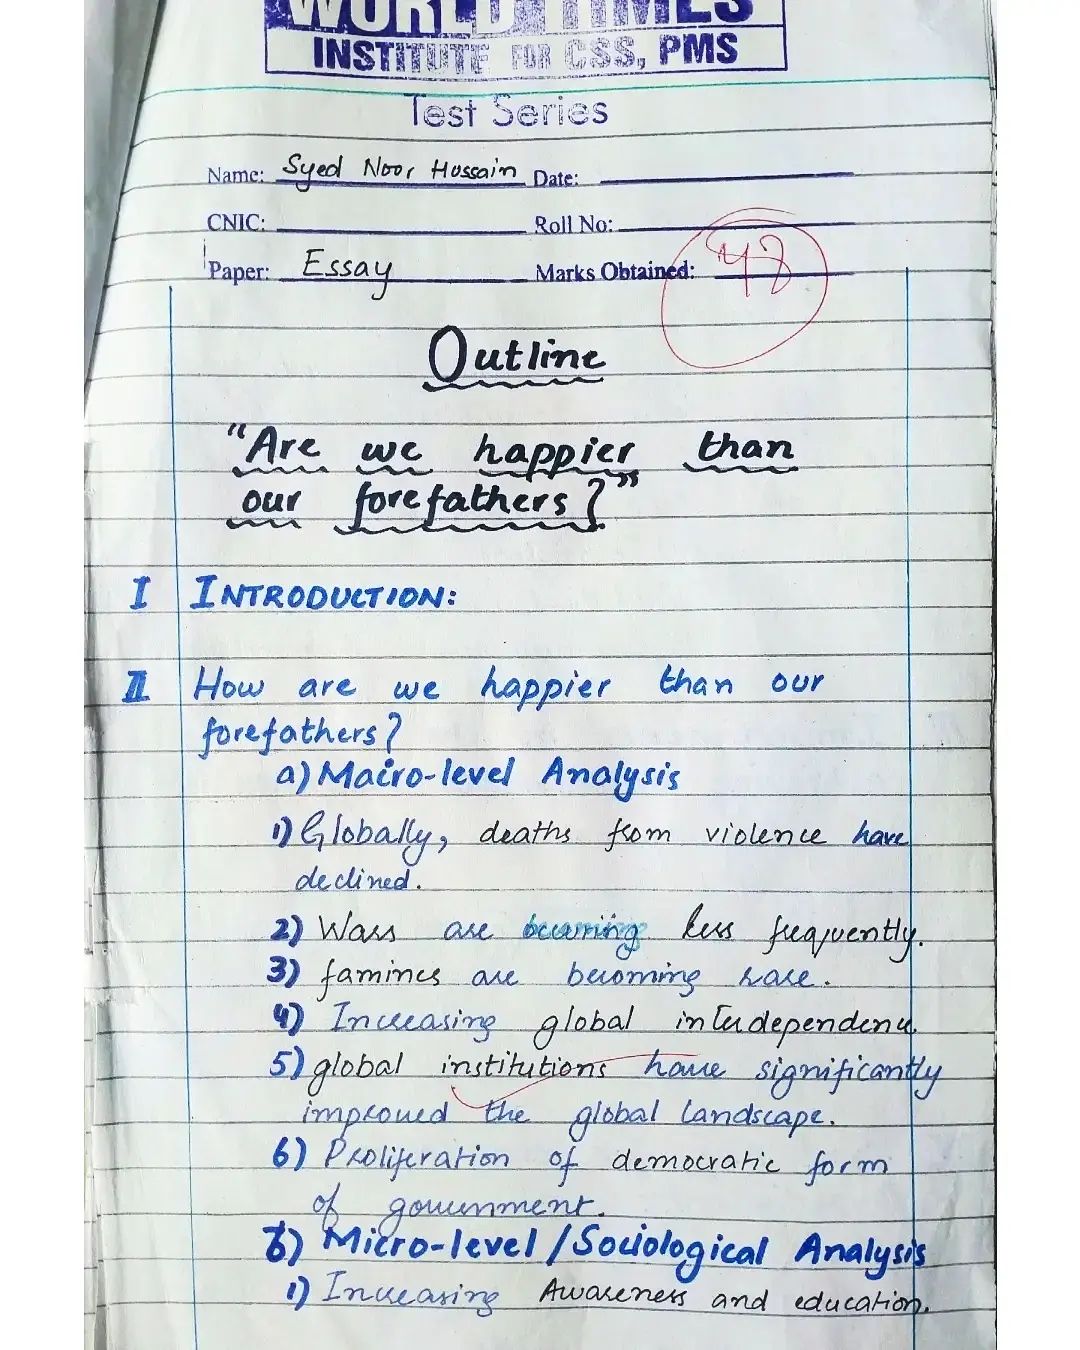 WORLD TIMES
INSTITUTE FOR CSS, PMS
Test Series
Name: Syed Noor Hussain Date:
CNIC: Roll No:
Paper: Essay Marks Obtained: 48
Outline
"Are we happier than
our forefathers?"
I INTRODUCTION:
II How are we happier than our
forefathers?
a) Macro-level Analysis
1) Globally, deaths from violence have
declined.
2) Wars are occurring less frequently.
3) famines are becoming rare.
4) Increasing global interdependence
5) global institutions have significantly
improved the global landscape.
6) Proliferation of democratic form
of government.
b) Micro-level/Sociological Analysis
1) Increasing Awareness and education.